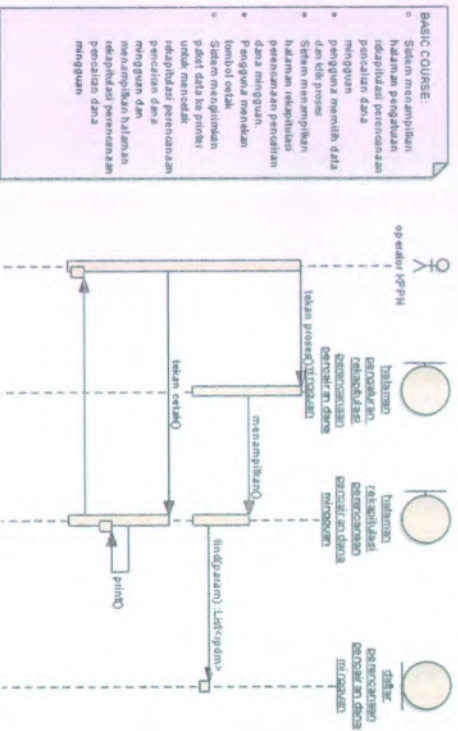 BASIC COURSE:
Sistem menampilkan
halaman pengaturan
rekapitulasi perencanaan
pencairan dana
mingguan
pengguna memilih data
dan klik proses
Sistem menampilkan
halaman rekapitulasi
perencanaan pencairan
dana mingguan.
Pengguna menekan
tombol cetak
Sistem mengirimkan
paket data ke printer
untuk mencetak
rekapitulasi perencanaan
pencairan dana
mingguan dan
menampilkan halaman
rekapitulasi perencanaan
pencairan dana
mingguan
operator KPPN
halaman
pengaturan
rekapitulasi
perencanaan
pencairan dana
mingguan
halaman
rekapitulasi
perencanaan
pencairan dana
mingguan
daftar
perencanaan
pencairan dana
mingguan
tekan proses()
menampilkan()
find(param) :List<rpdm>
tekan cetak()
print()